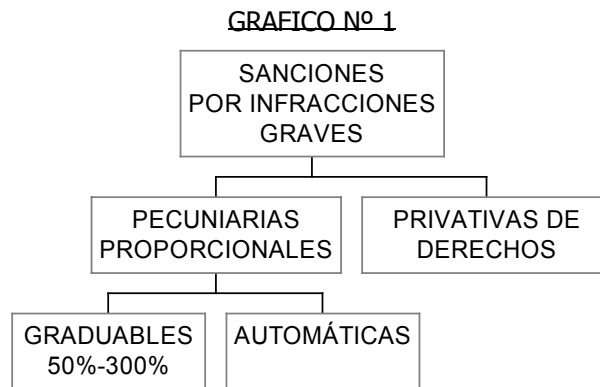 GRAFICO Nº 1
SANCIONES
POR INFRACCIONES
GRAVES
PECUNIARIAS
PROPORCIONALES
PRIVATIVAS DE
DERECHOS
GRADUABLES
50%-300%
AUTOMÁTICAS